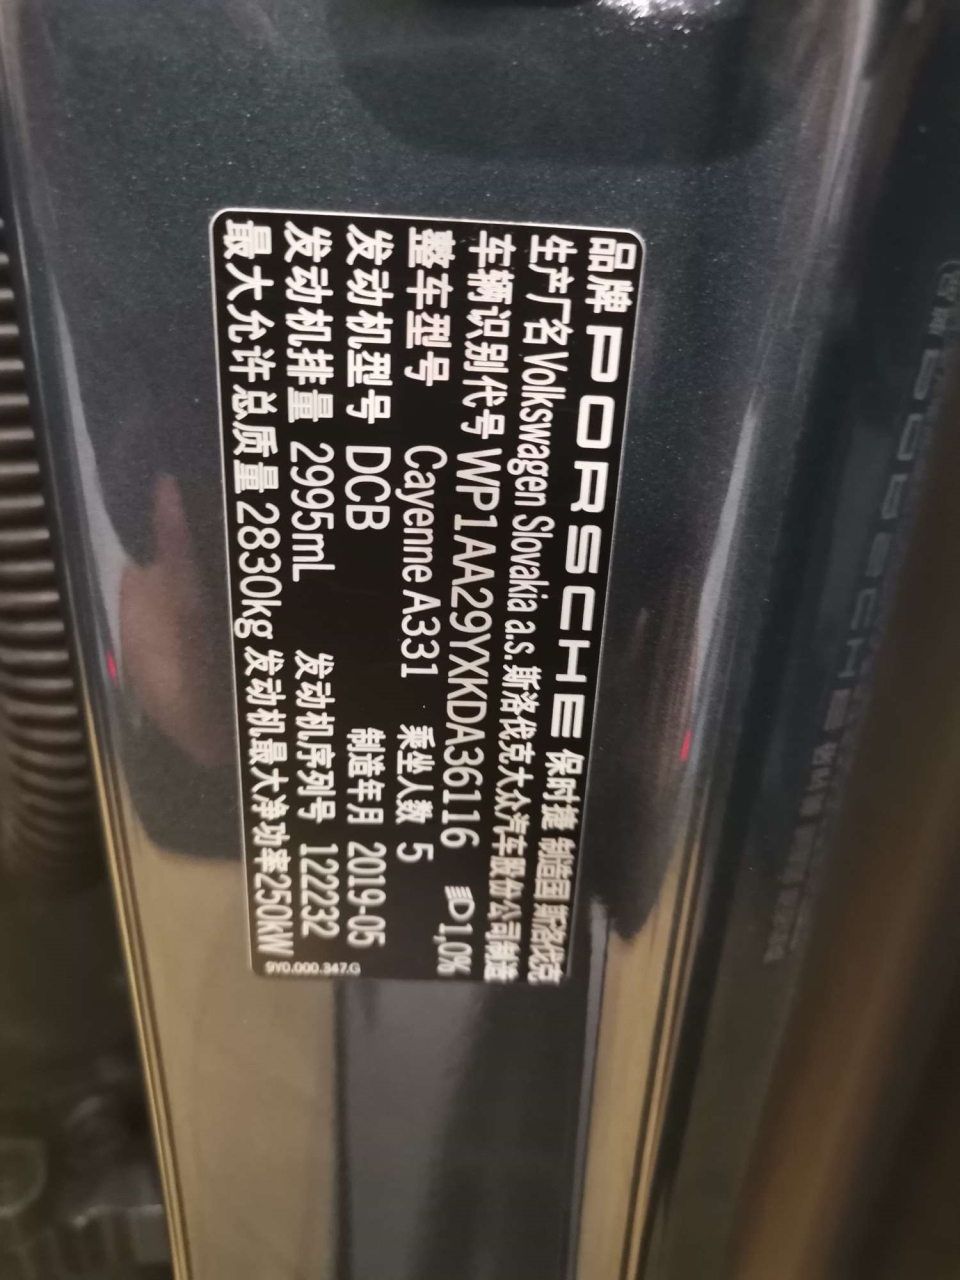 品牌 PORSCHE 保时捷 制造国 斯洛伐克
生产厂名 Volkswagen Slovakia a.s. 斯洛伐克大众汽车股份公司制造
车辆识别代号 WP1AA29YXKDA36116 1,0%
整车型号 Cayenne A331 乘坐人数 5
发动机型号 DCB 制造年月 2019-05
发动机排量 2995mL 发动机序列号 122232
最大允许总质量 2830kg 发动机最大净功率250kW
9Y0.000.347.G